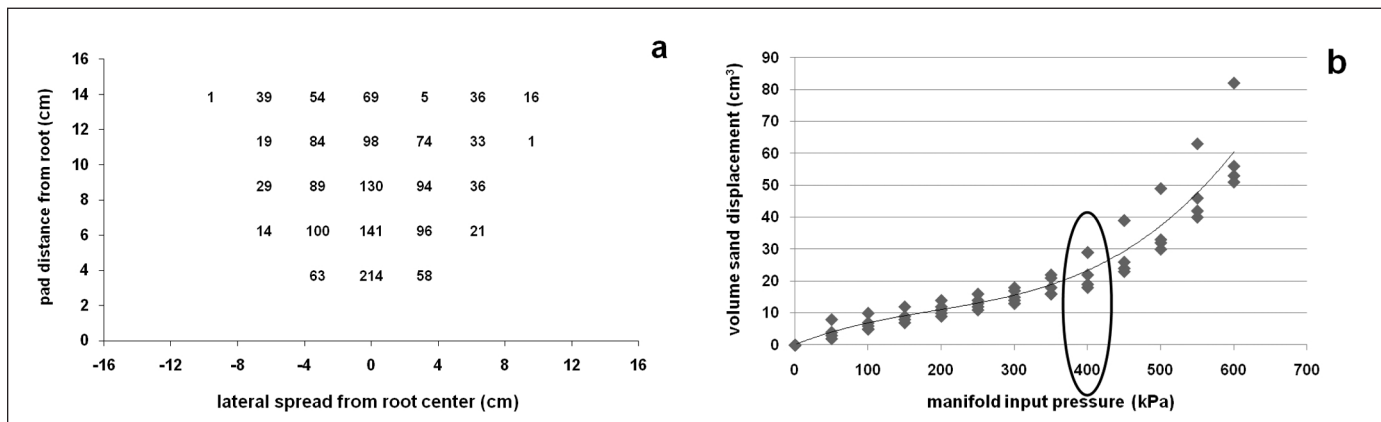 a
16
14
12
10
8
6
4
2
0
1 39 54 69 5 36 16
19 84 98 74 33 1
29 89 130 94 36
14 100 141 96 21
63 214 58
-16 -12 -8 -4 0 4 8 12 16
pad distance from root (cm)
lateral spread from root center (cm)
b
90
80
70
60
50
40
30
20
10
0
0 100 200 300 400 500 600 700
volume sand displacement (cm³)
manifold input pressure (kPa)